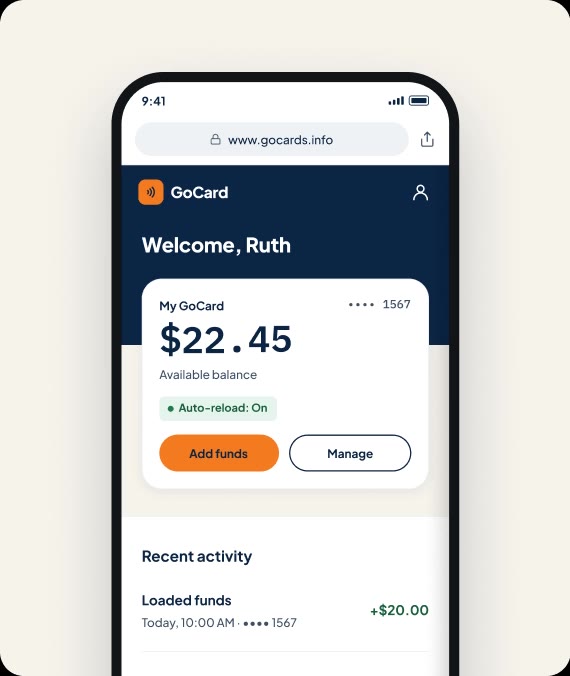 9:41
www.gocards.info
GoCard
Welcome, Ruth
My GoCard •••• 1567
$22.45
Available balance
Auto-reload: On
Add funds Manage
Recent activity
Loaded funds
+$20.00
Today, 10:00 AM · •••• 1567